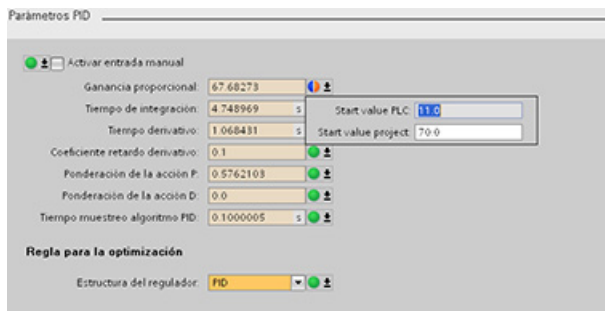 Parámetros PID
Activar entrada manual
Ganancia proporcional: 67.68273
Tiempo de integración: 4.748969 s
Start value PLC: 11.0
Tiempo derivativo: 1.068431 s
Start value project: 70.0
Coeficiente retardo derivativo: 0.1
Ponderación de la acción P: 0.5762103
Ponderación de la acción D: 0.0
Tiempo muestreo algoritmo PID: 0.1000005 s
Regla para la optimización
Estructura del regulador: PID